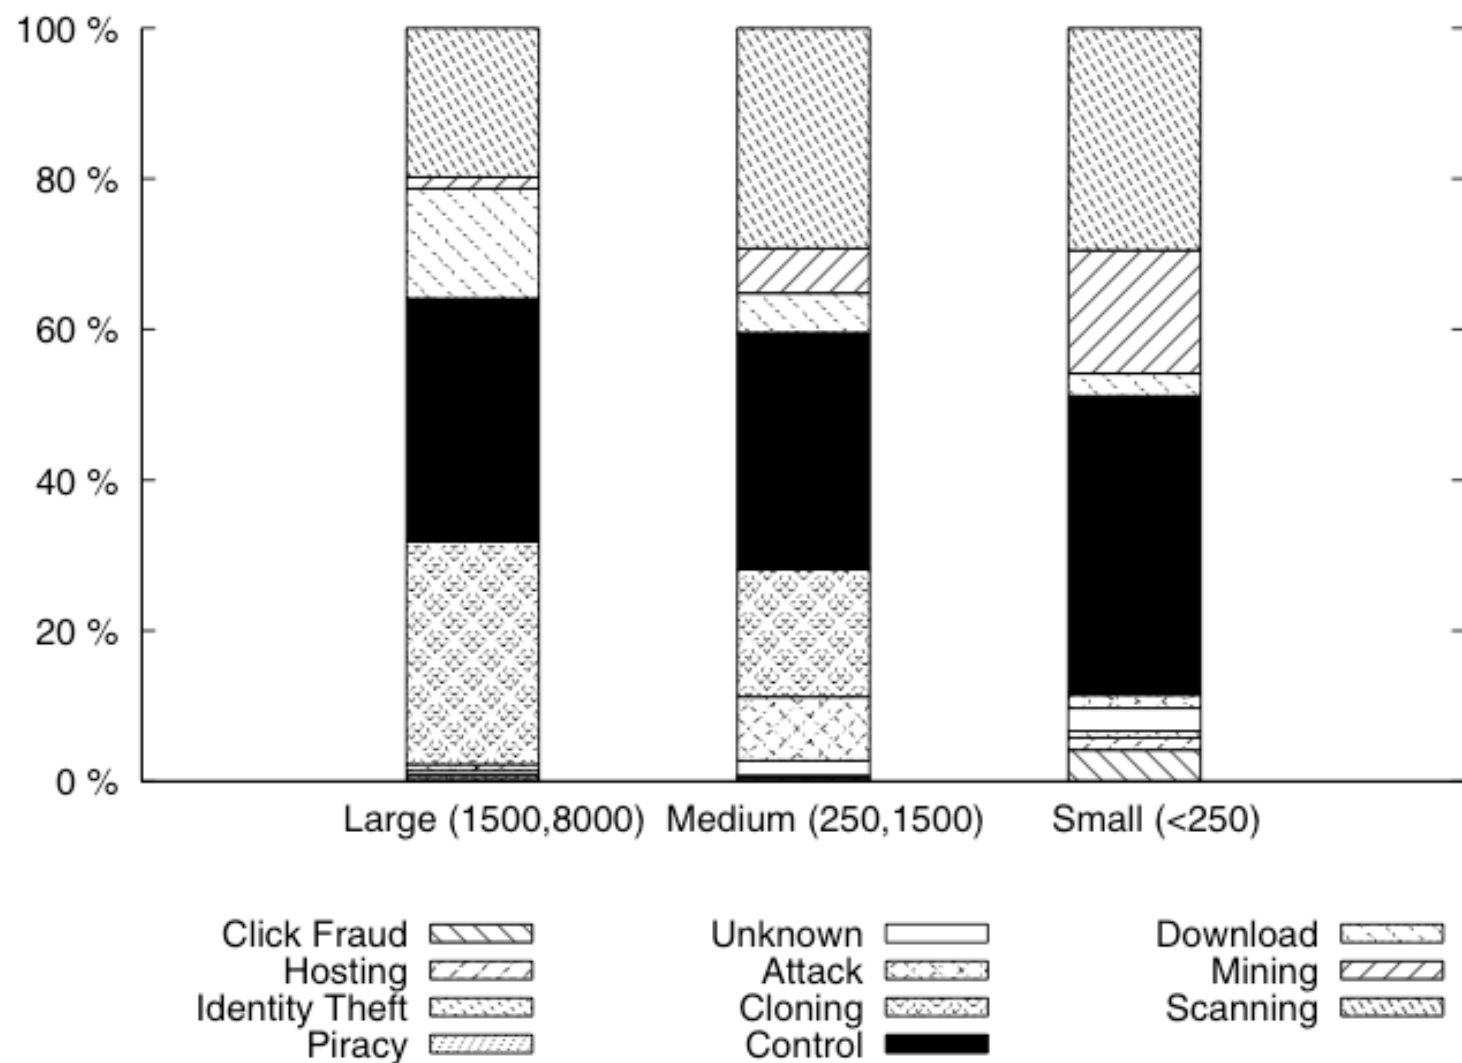 100 %
80 %
60 %
40 %
20 %
0 %
Large (1500,8000) Medium (250,1500) Small (<250)
Click Fraud Unknown Download
Hosting Attack Mining
Identity Theft Cloning Scanning
Piracy Control